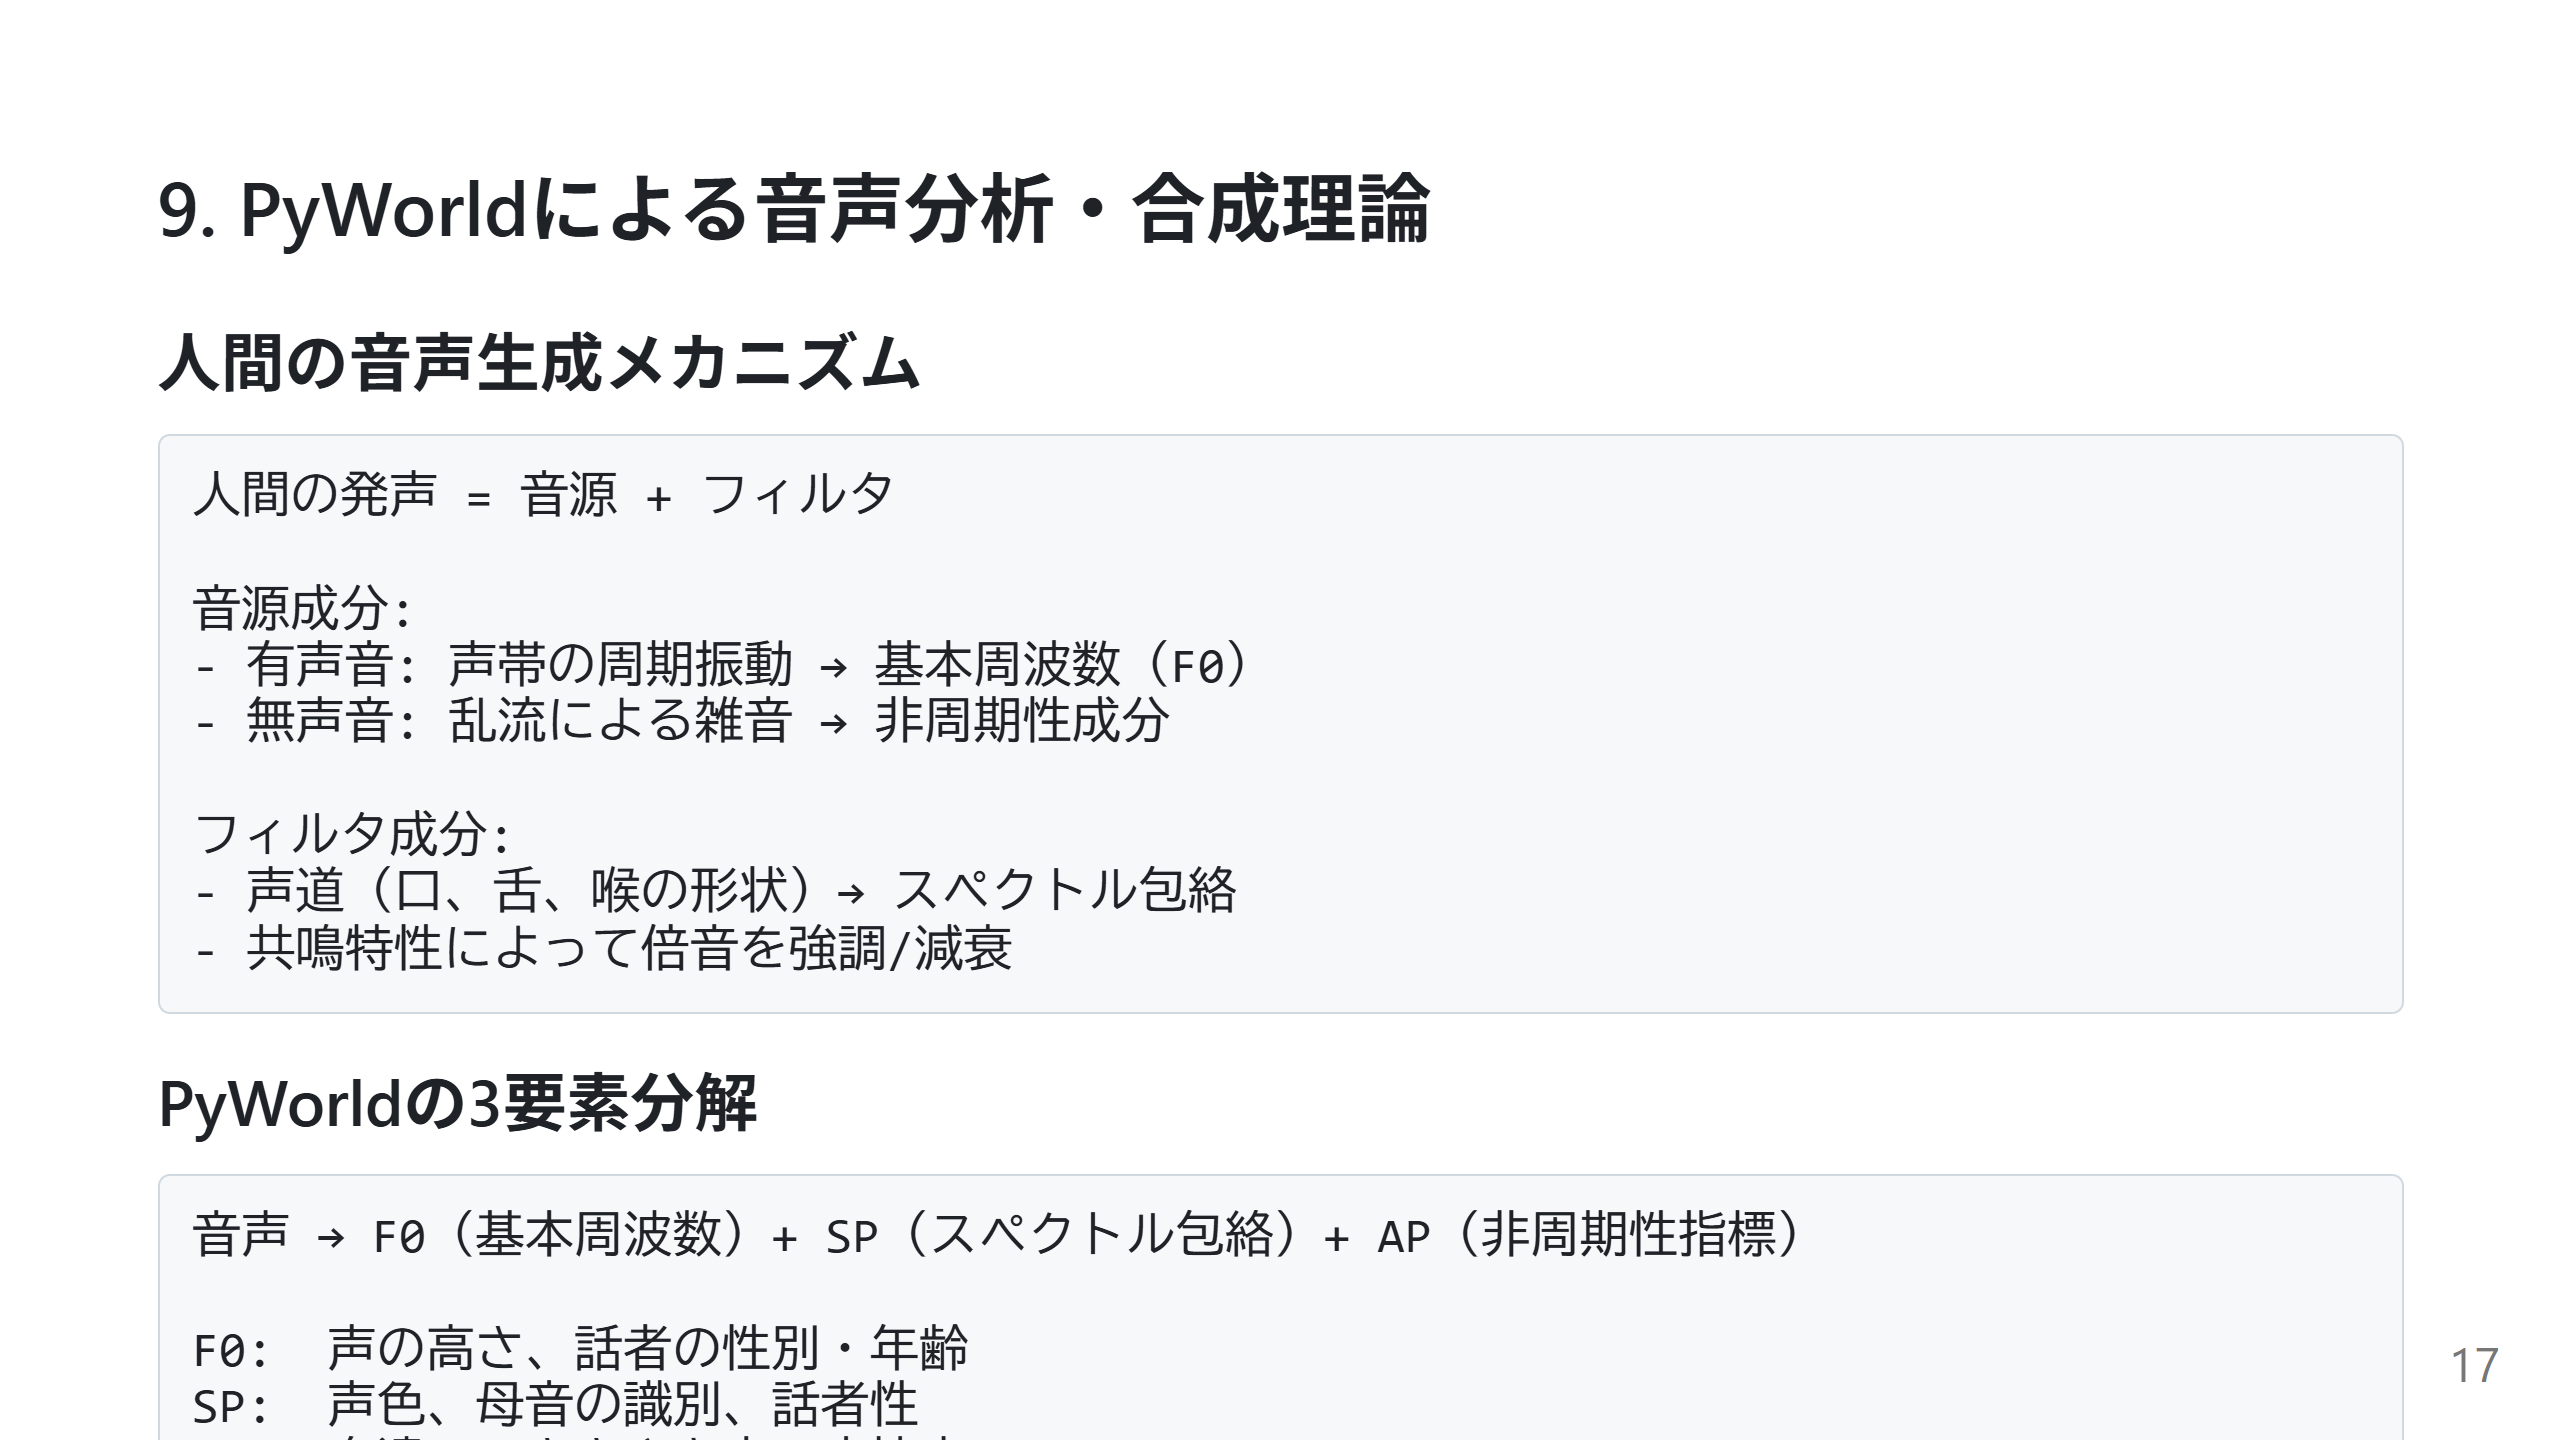 9. PyWorldによる音声分析・合成理論
人間の音声生成メカニズム
人間の発声 = 音源 + フィルタ
音源成分:
- 有声音: 声帯の周期振動 → 基本周波数（F0）
- 無声音: 乱流による雑音 → 非周期性成分
フィルタ成分:
- 声道（口、舌、喉の形状）→ スペクトル包絡
- 共鳴特性によって倍音を強調/減衰
PyWorldの3要素分解
音声 → F0（基本周波数）+ SP（スペクトル包絡）+ AP（非周期性指標）
F0: 声の高さ、話者の性別・年齢
SP: 声色、母音の識別、話者性
17